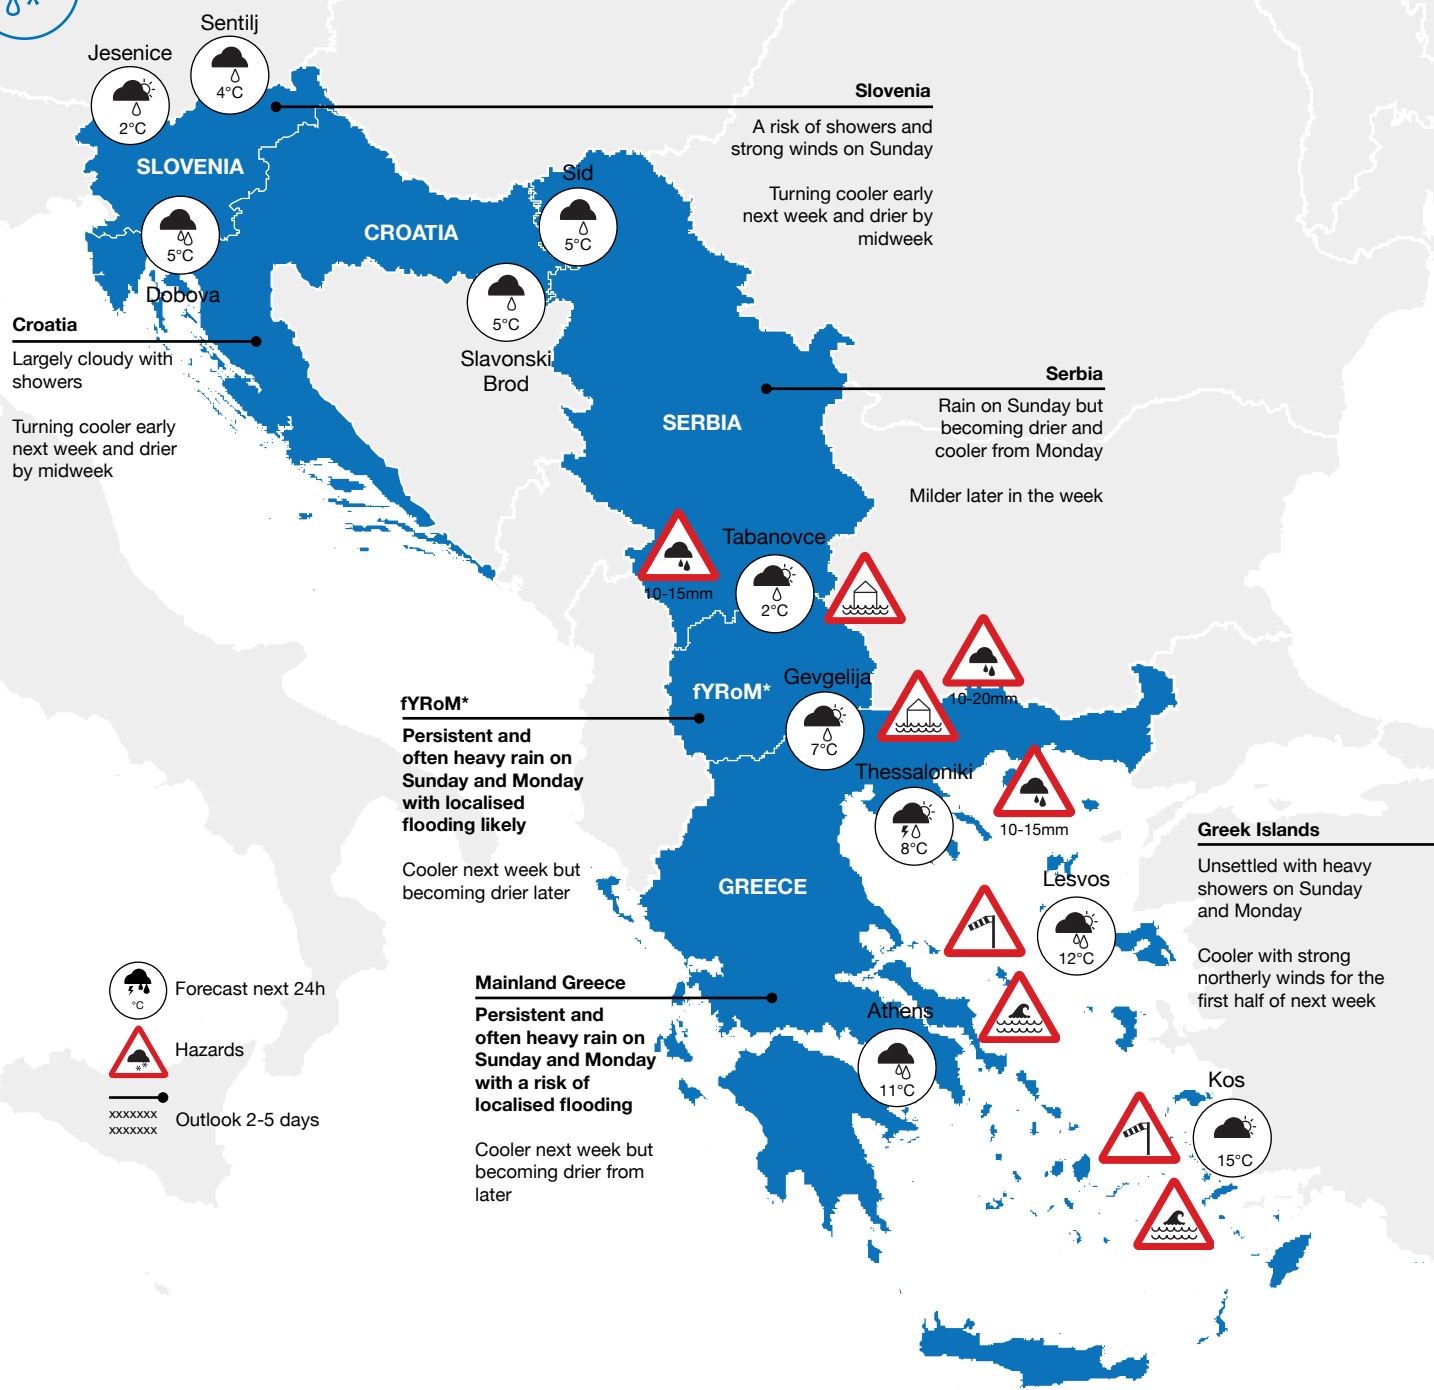 Sentilj
4°C
Jesenice
2°C
SLOVENIA
Slovenia
A risk of showers and
strong winds on Sunday
Turning cooler early
next week and drier by
midweek
Sid
5°C
CROATIA
5°C
Dobova
5°C
Slavonski
Brod
Croatia
Largely cloudy with
showers
Turning cooler early
next week and drier
by midweek
SERBIA
Serbia
Rain on Sunday but
becoming drier and
cooler from Monday
Milder later in the week
10-15mm
Tabanovce
2°C
10-20mm
fYRoM*
Gevgelija
7°C
fYRoM*
Persistent and
often heavy rain on
Sunday and Monday
with localised
flooding likely
Cooler next week but
becoming drier later
Thessaloniki
8°C
10-15mm
GREECE
Greek Islands
Unsettled with heavy
showers on Sunday
and Monday
Cooler with strong
northerly winds for the
first half of next week
Lesvos
12°C
Mainland Greece
Persistent and
often heavy rain on
Sunday and Monday
with a risk of
localised flooding
Cooler next week but
becoming drier from
later
Athens
11°C
Kos
15°C
°C
Forecast next 24h
Hazards
xxxxxxx
xxxxxxx
Outlook 2-5 days